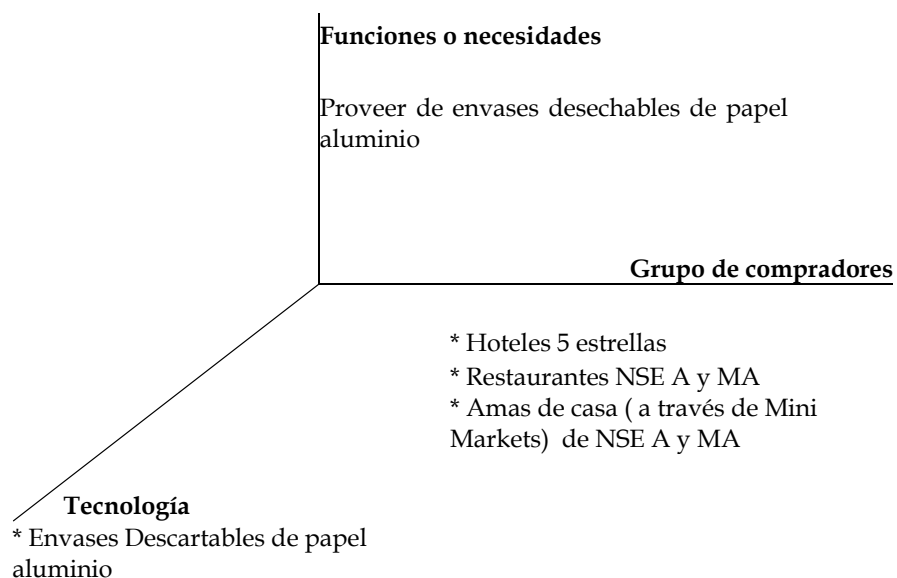 Funciones o necesidades
Proveer de envases desechables de papel
aluminio
Grupo de compradores
* Hoteles 5 estrellas
* Restaurantes NSE A y MA
* Amas de casa ( a través de Mini
Markets)  de NSE A y MA
Tecnología
* Envases Descartables de papel
aluminio